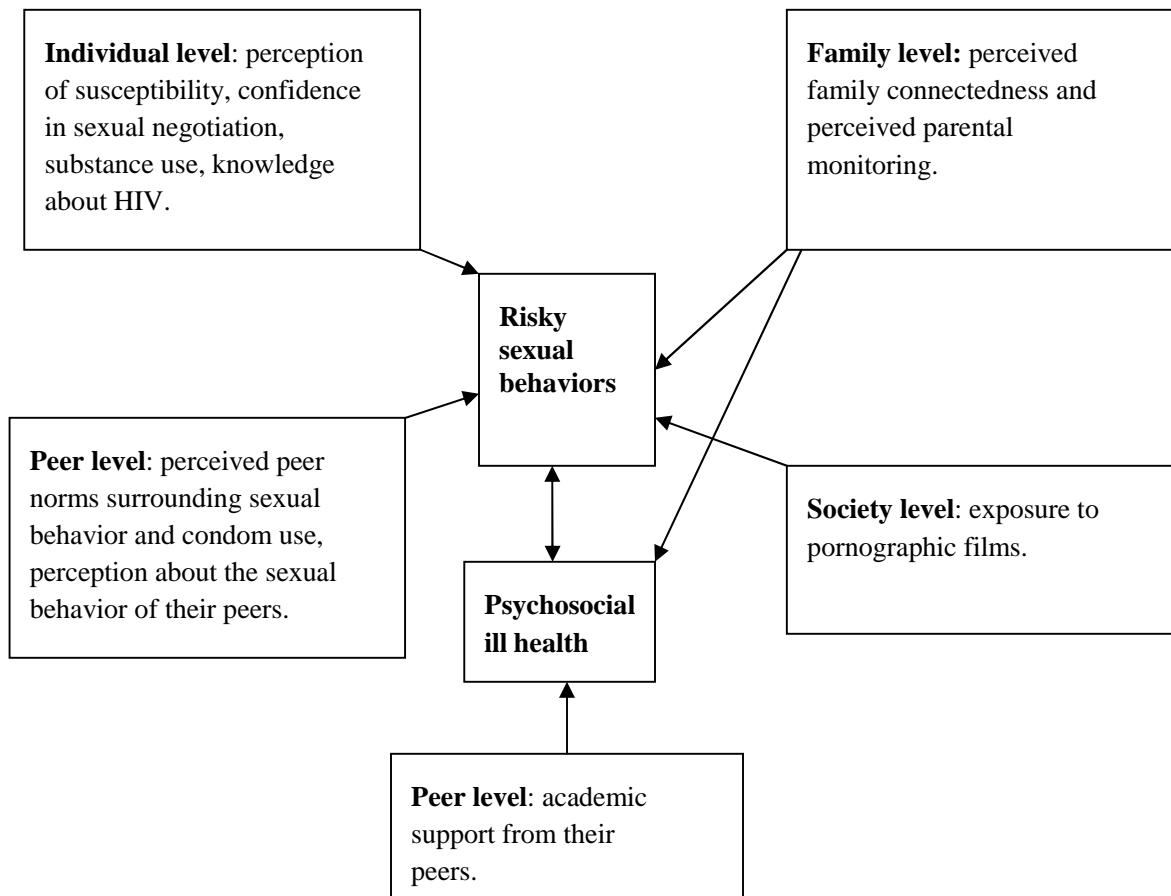 Individual level: perception
of susceptibility, confidence
in sexual negotiation,
substance use, knowledge
about HIV.
Family level: perceived
family connectedness and
perceived parental
monitoring.
Risky
sexual
behaviors
Peer level: perceived peer
norms surrounding sexual
behavior and condom use,
perception about the sexual
behavior of their peers.
Society level: exposure to
pornographic films.
Psychosocial
ill health
Peer level: academic
support from their
peers.